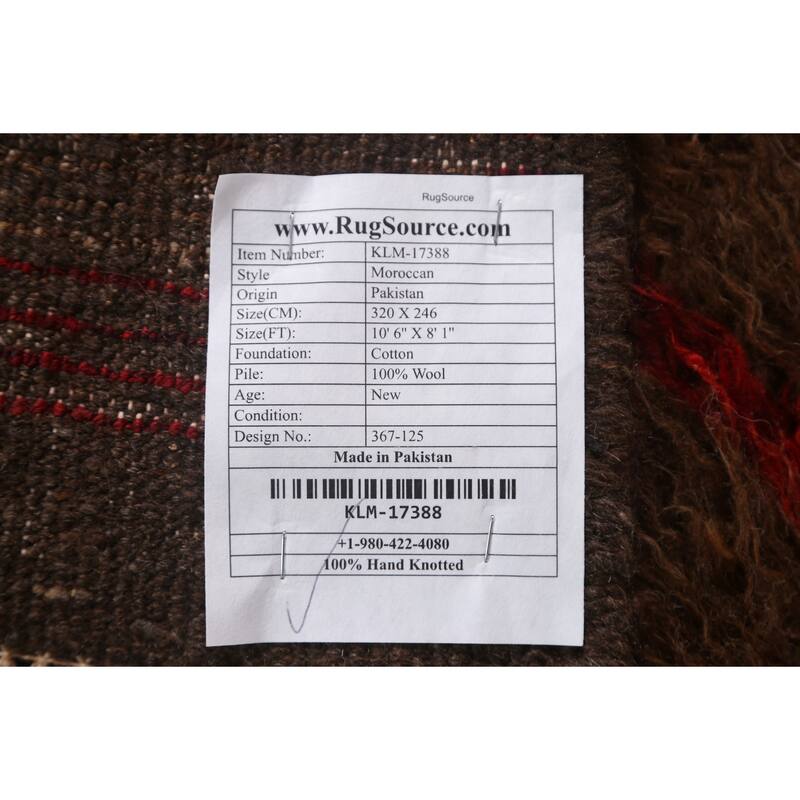 RugSource
www.RugSource.com
Item Number: KLM-17388
Style Moroccan
Origin Pakistan
Size(CM): 320 X 246
Size(FT): 10' 6" X 8' 1"
Foundation: Cotton
Pile: 100% Wool
Age: New
Condition:
Design No.: 367-125
Made in Pakistan
KLM-17388
+1-980-422-4080
100% Hand Knotted